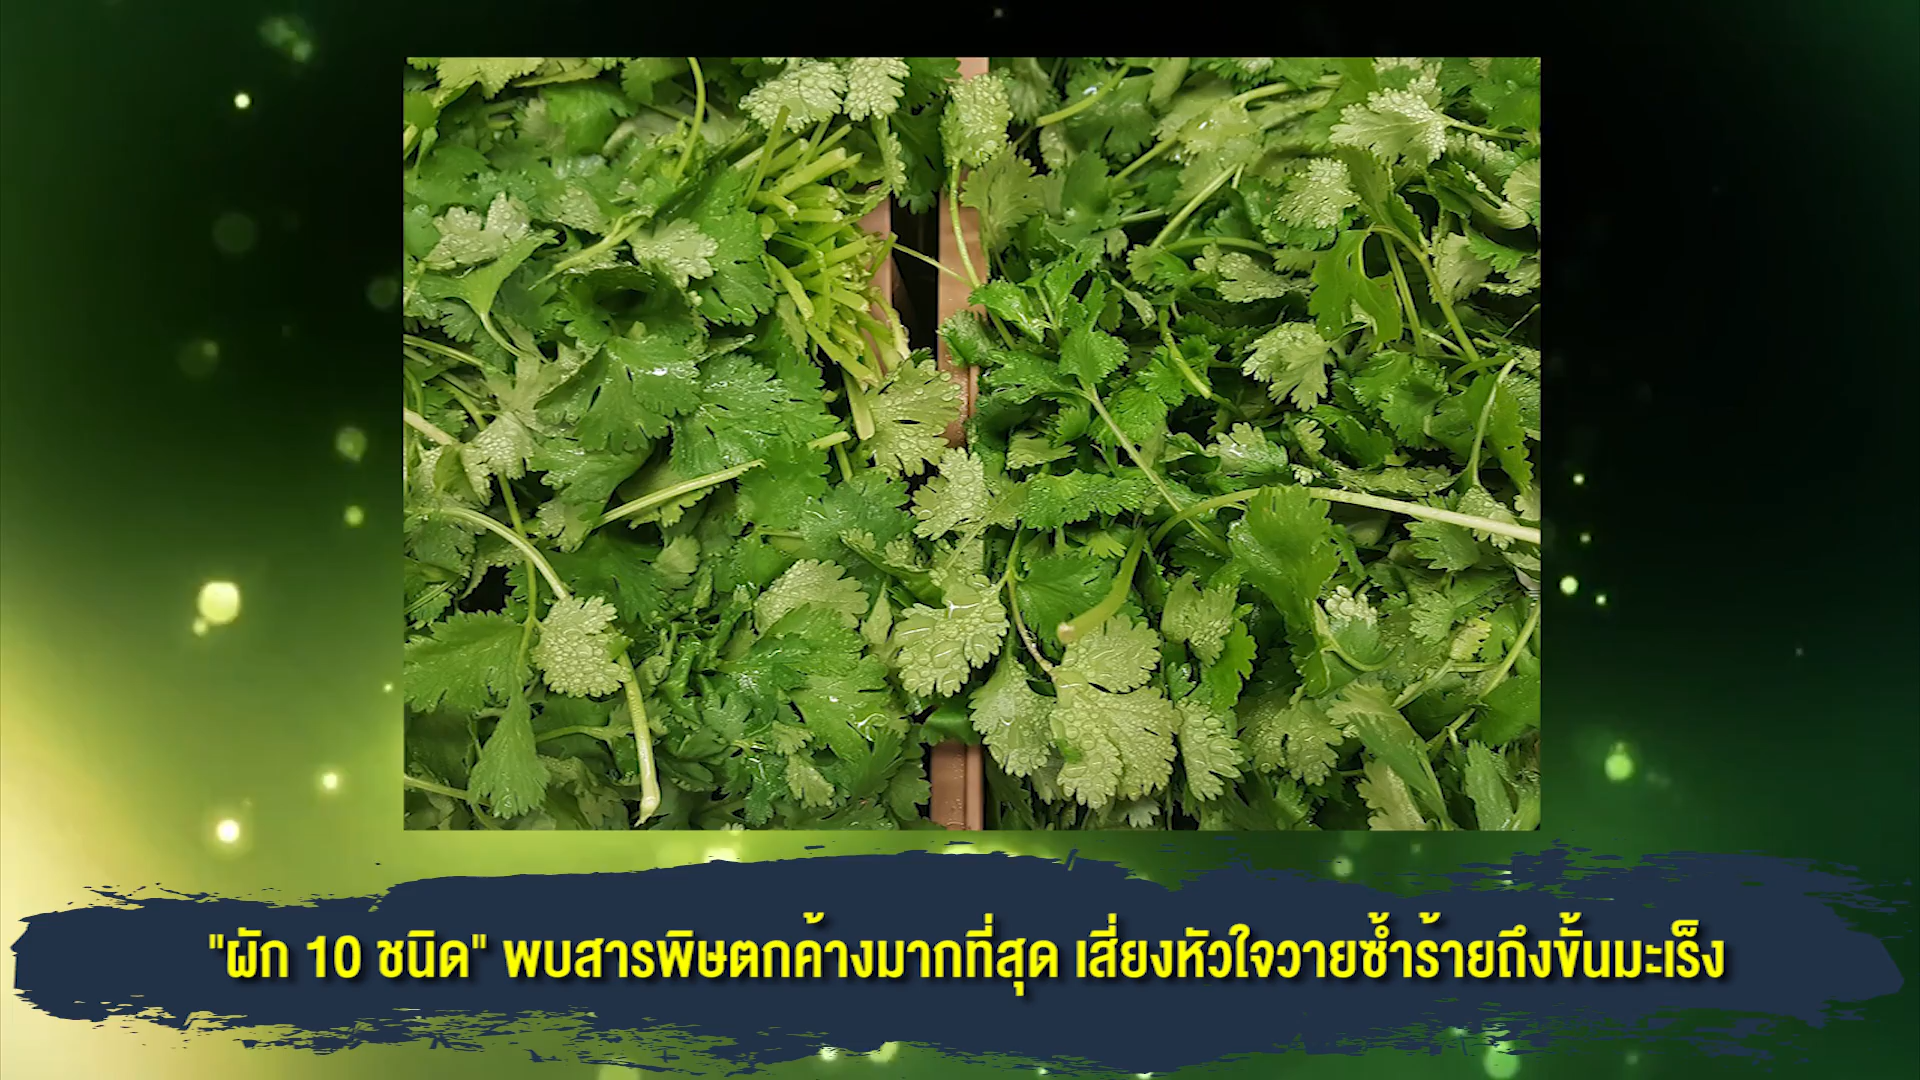 "ผัก 10 ชนิด" พบสารพิษตกค้างมากที่สุด เสี่ยงหัวใจวายซ้ำร้ายถึงขั้นมะเร็ง